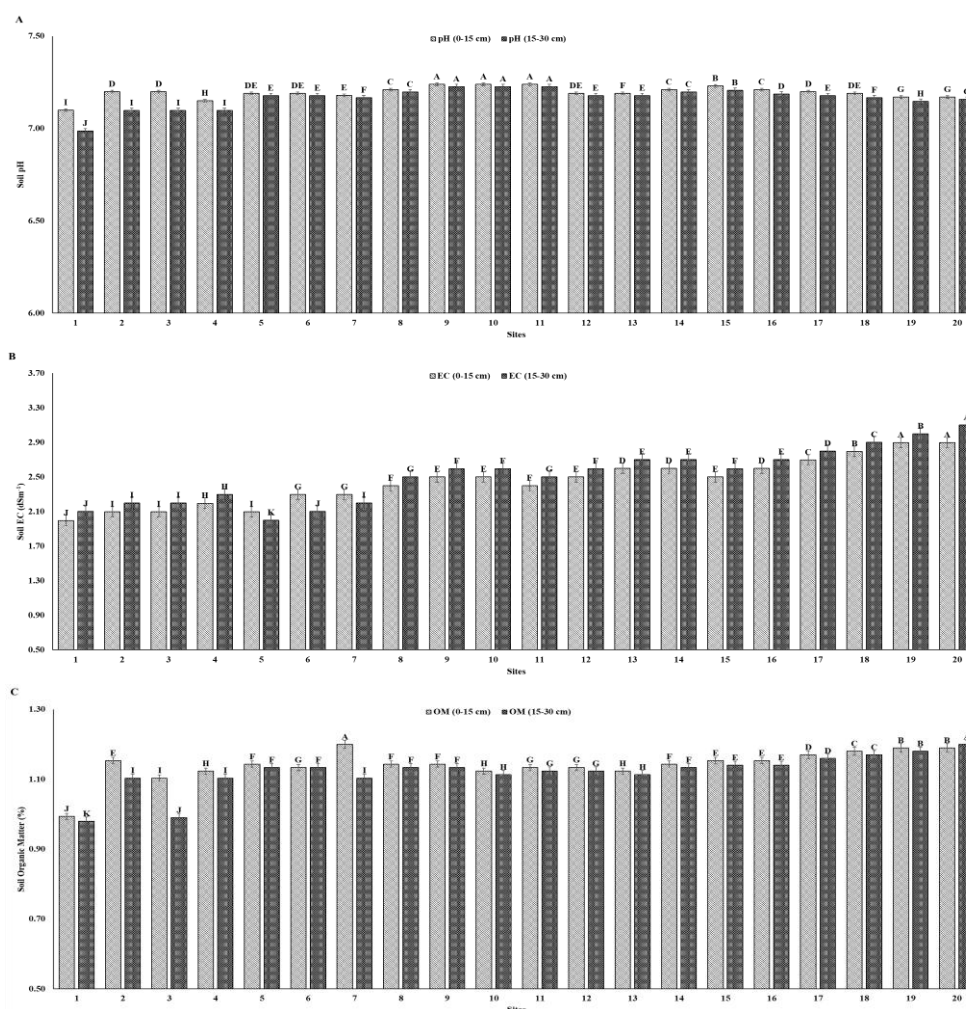 A
7.50
pH (0-15 cm) pH (15-30 cm)
I J D I D I H I DE E DE E E F C C A A A A A A DE E F E C C B B C D D E DE F G H G
7.00
Soil pH
6.50
6.00
1 2 3 4 5 6 7 8 9 10 11 12 13 14 15 16 17 18 19 20
Sites
B
3.70
EC (0-15 cm) EC (15-30 cm)
3.30
J J I I I I H H I K G J G I F G E F E F F G E F D E D E E F D E C D B C A B A
2.90
2.50
2.10
Soil EC (dSm⁻¹)
1.70
1.30
0.90
0.50
1 2 3 4 5 6 7 8 9 10 11 12 13 14 15 16 17 18 19 20
C
1.30
OM (0-15 cm) OM (15-30 cm)
J K E I I J H I F F G F A I F F F F H H G G G G H H F F E E E E D D C C B B B
1.10
0.90
Soil Organic Matter (%)
0.70
0.50
1 2 3 4 5 6 7 8 9 10 11 12 13 14 15 16 17 18 19 20